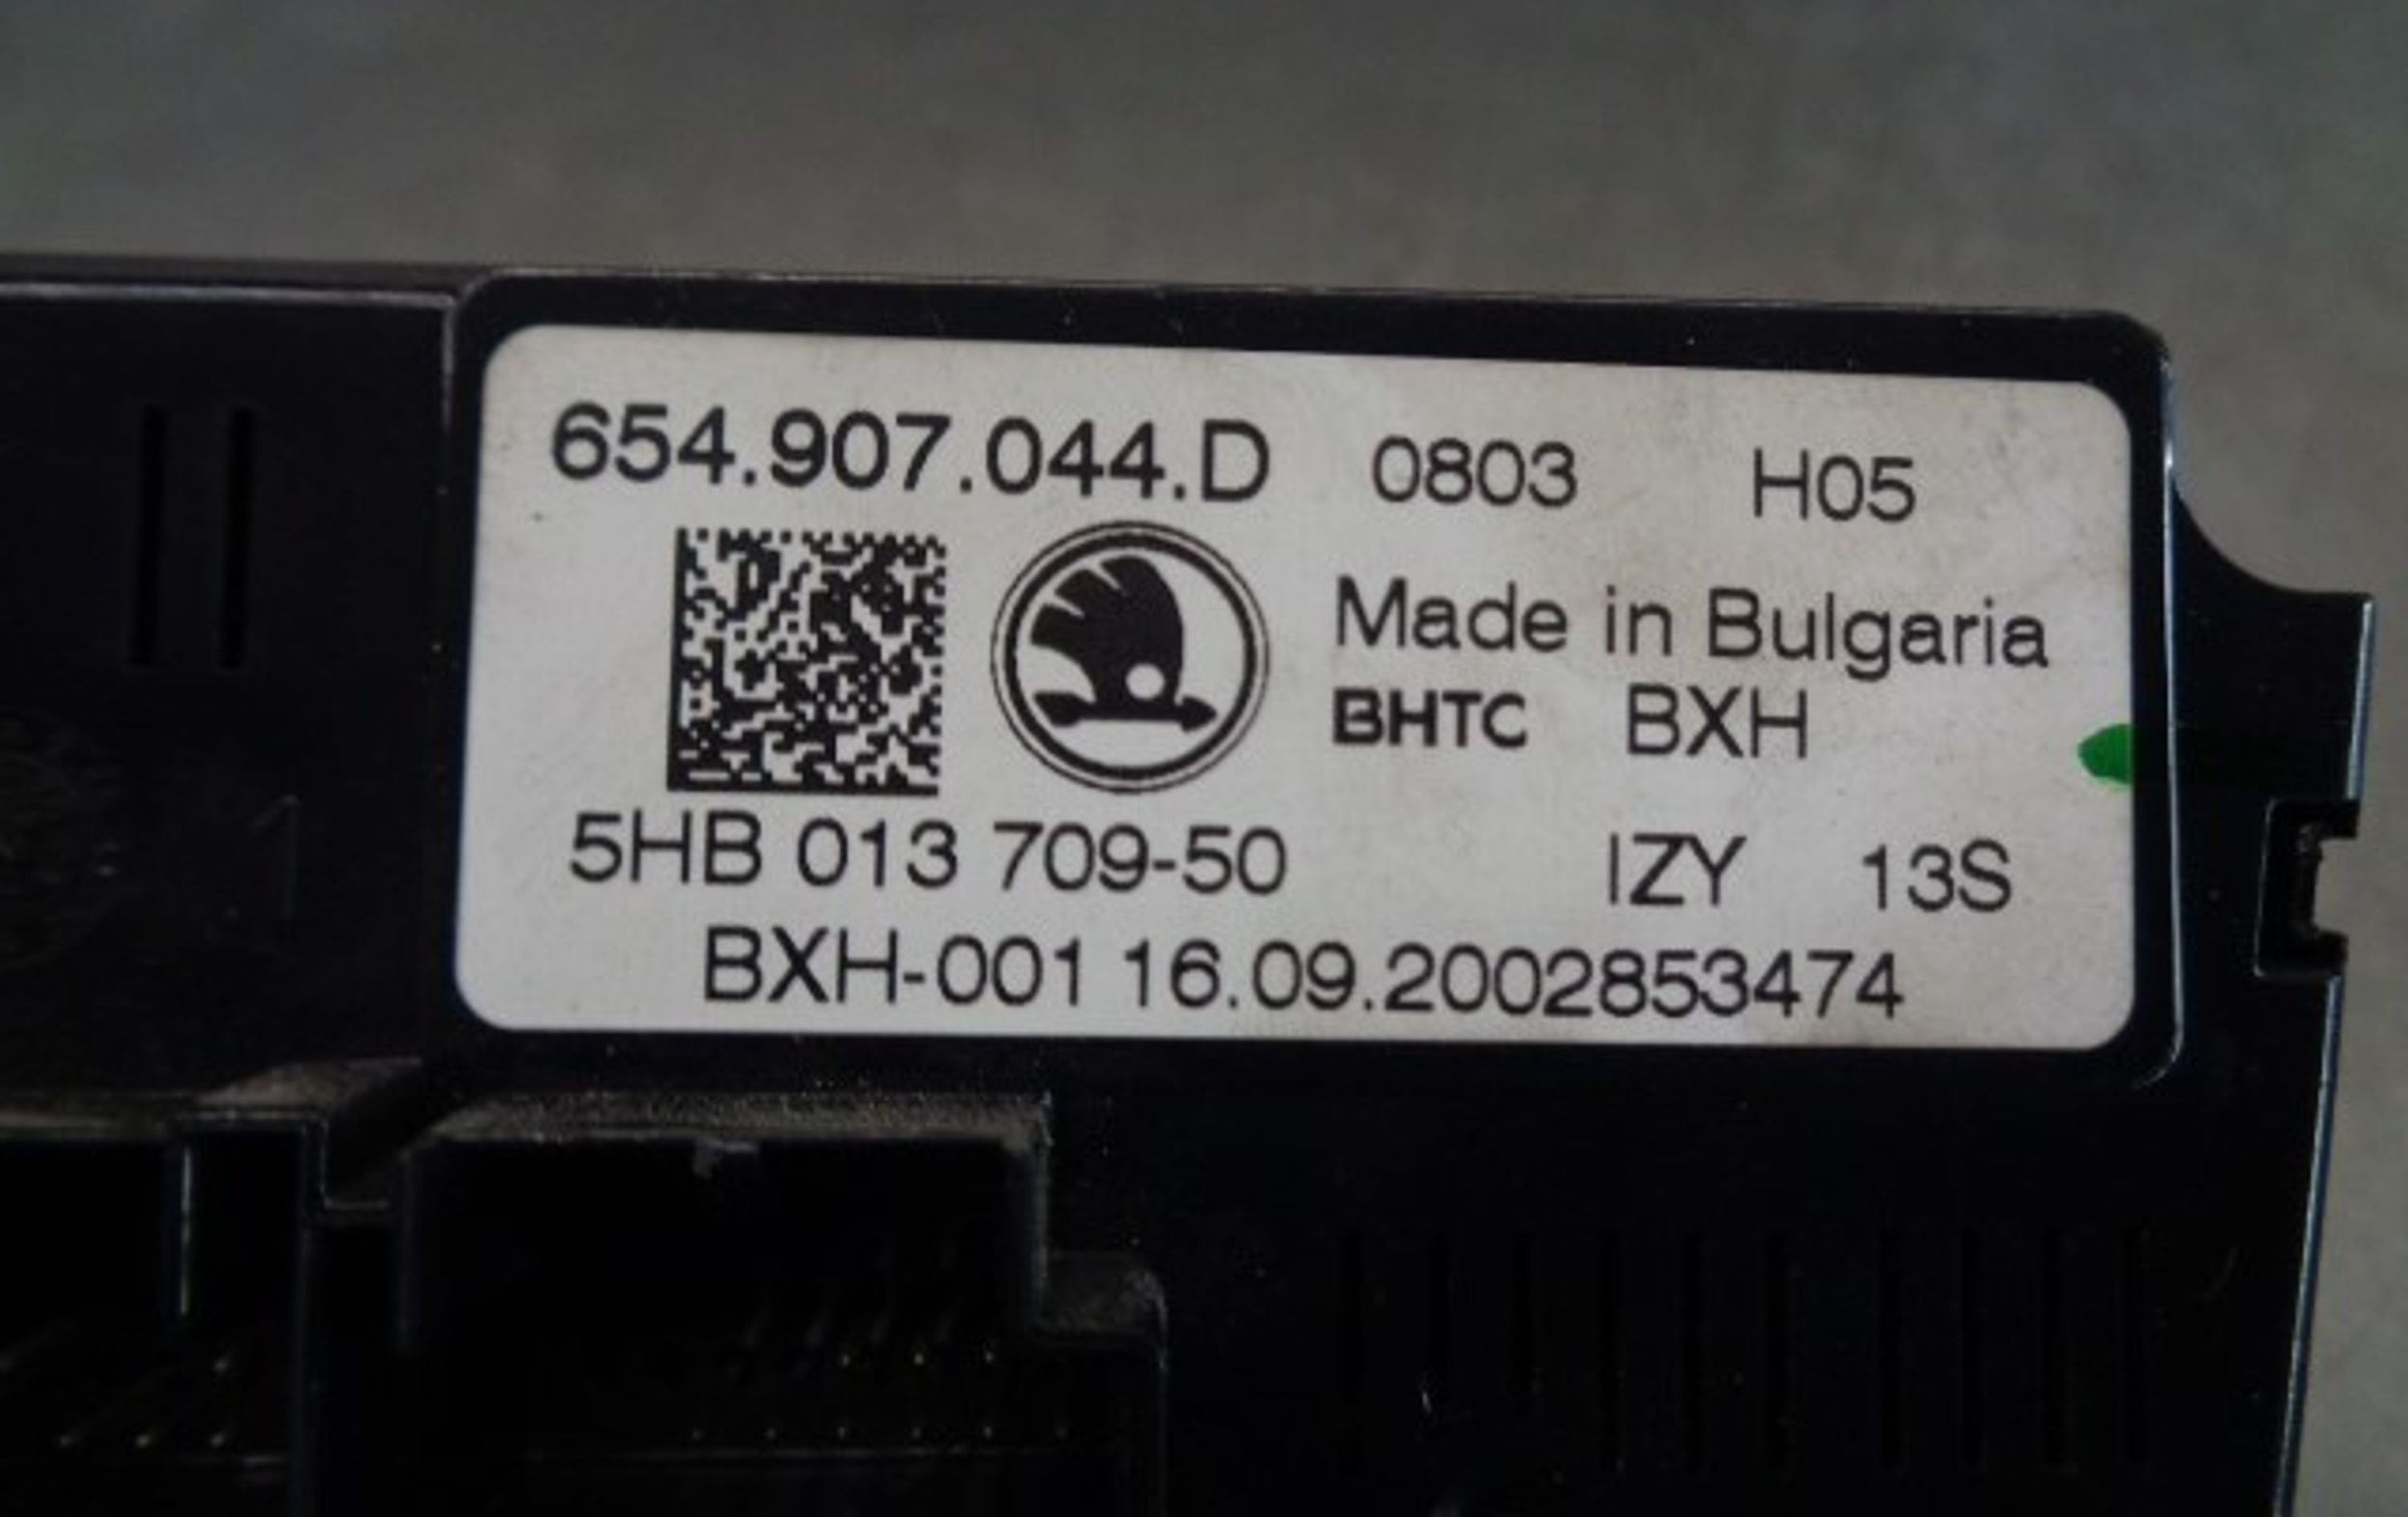 654.907.044.D 0803 H05
Made in Bulgaria
BHTC BXH
5HB 013 709-50 IZY 13S
BXH-001 16.09.2002853474